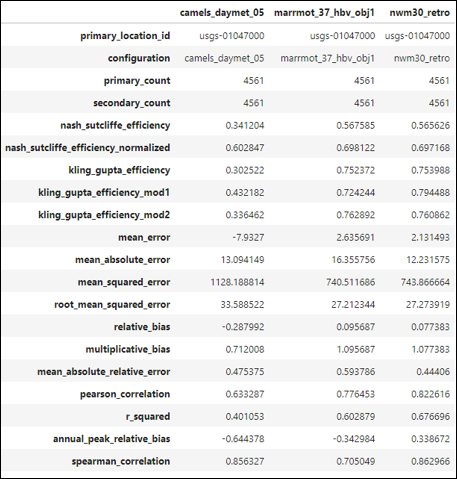 camels_daymet_05 marrmot_37_hbv_obj1 nwm30_retro
primary_location_id usgs-01047000 usgs-01047000 usgs-01047000
configuration camels_daymet_05 marrmot_37_hbv_obj1 nwm30_retro
primary_count 4561 4561 4561
secondary_count 4561 4561 4561
nash_sutcliffe_efficiency 0.341204 0.567585 0.565626
nash_sutcliffe_efficiency_normalized 0.602847 0.698122 0.697168
kling_gupta_efficiency 0.302522 0.752372 0.753988
kling_gupta_efficiency_mod1 0.432182 0.724244 0.794488
kling_gupta_efficiency_mod2 0.336462 0.762892 0.760862
mean_error -7.9327 2.635691 2.131493
mean_absolute_error 13.094149 16.355756 12.231575
mean_squared_error 1128.188814 740.511686 743.866664
root_mean_squared_error 33.588522 27.212344 27.273919
relative_bias -0.287992 0.095687 0.077383
multiplicative_bias 0.712008 1.095687 1.077383
mean_absolute_relative_error 0.475375 0.593786 0.44406
pearson_correlation 0.633287 0.776453 0.822616
r_squared 0.401053 0.602879 0.676696
annual_peak_relative_bias -0.644378 -0.342984 0.338672
spearman_correlation 0.856327 0.705049 0.862966